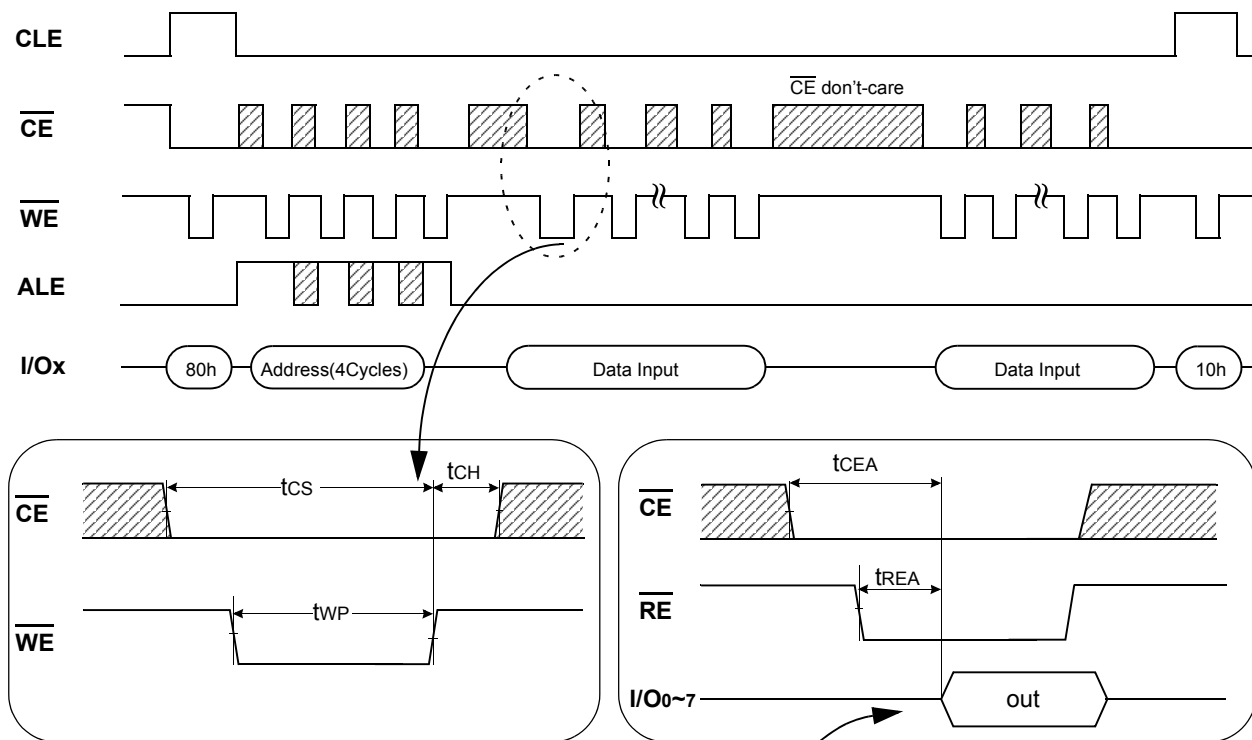 CLE
CE don't-care
CE
WE
ALE
I/Ox
80h
Address(4Cycles)
Data Input
Data Input
10h
tCS
tCH
CE
tWP
WE
tCEA
CE
tREA
RE
I/O0~7
out